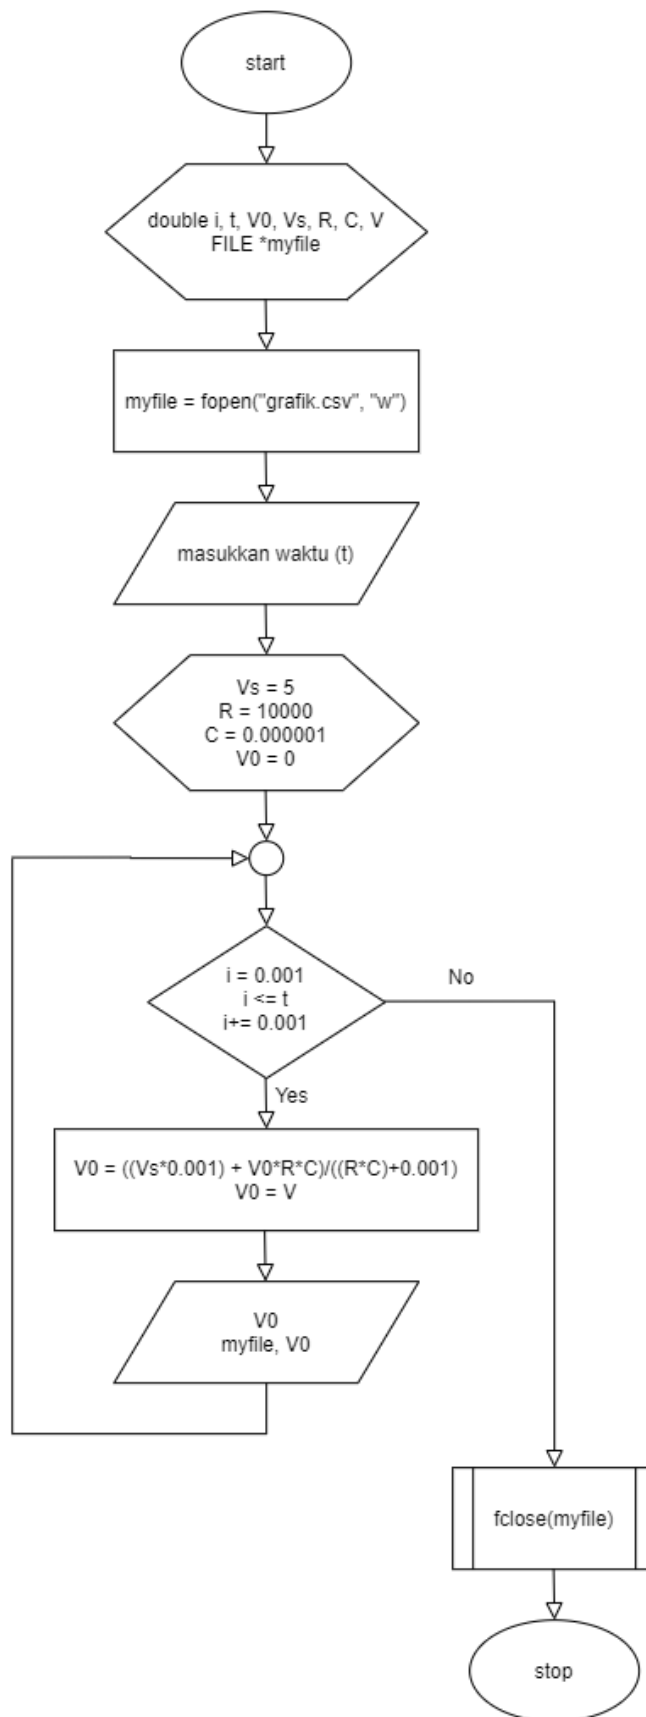 start
double i, t, V0, Vs, R, C, V
FILE *myfile
myfile = fopen("grafik.csv", "w")
masukkan waktu (t)
Vs = 5
R = 10000
C = 0.000001
V0 = 0
i = 0.001
i <= t
i+= 0.001
No
Yes
V0 = ((Vs*0.001) + V0*R*C)/((R*C)+0.001)
V0 = V
V0
myfile, V0
fclose(myfile)
stop